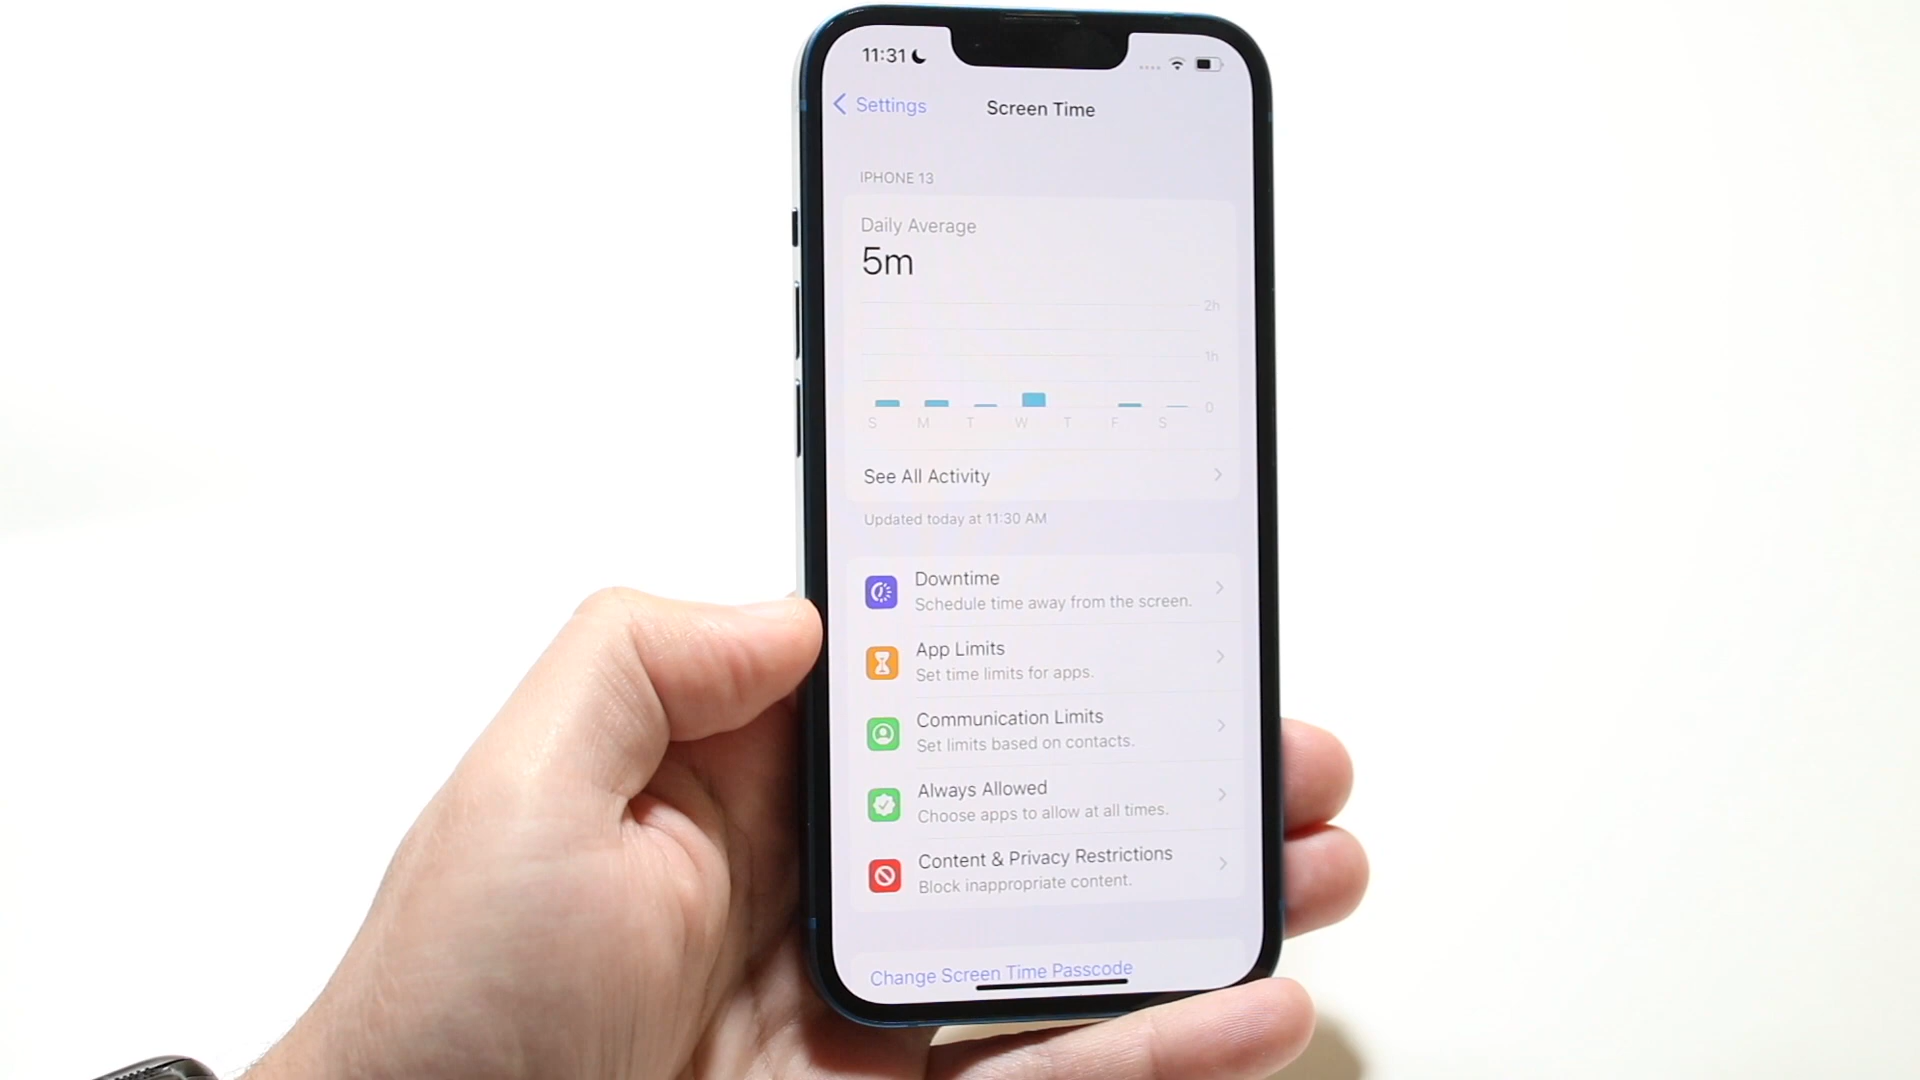 11:31
Settings
Screen Time
IPHONE 13
Daily Average
5m
2h
1h
0
S M T W T F S
See All Activity
Updated today at 11:30 AM
Downtime
Schedule time away from the screen.
App Limits
Set time limits for apps.
Communication Limits
Set limits based on contacts.
Always Allowed
Choose apps to allow at all times.
Content & Privacy Restrictions
Block inappropriate content.
Change Screen Time Passcode